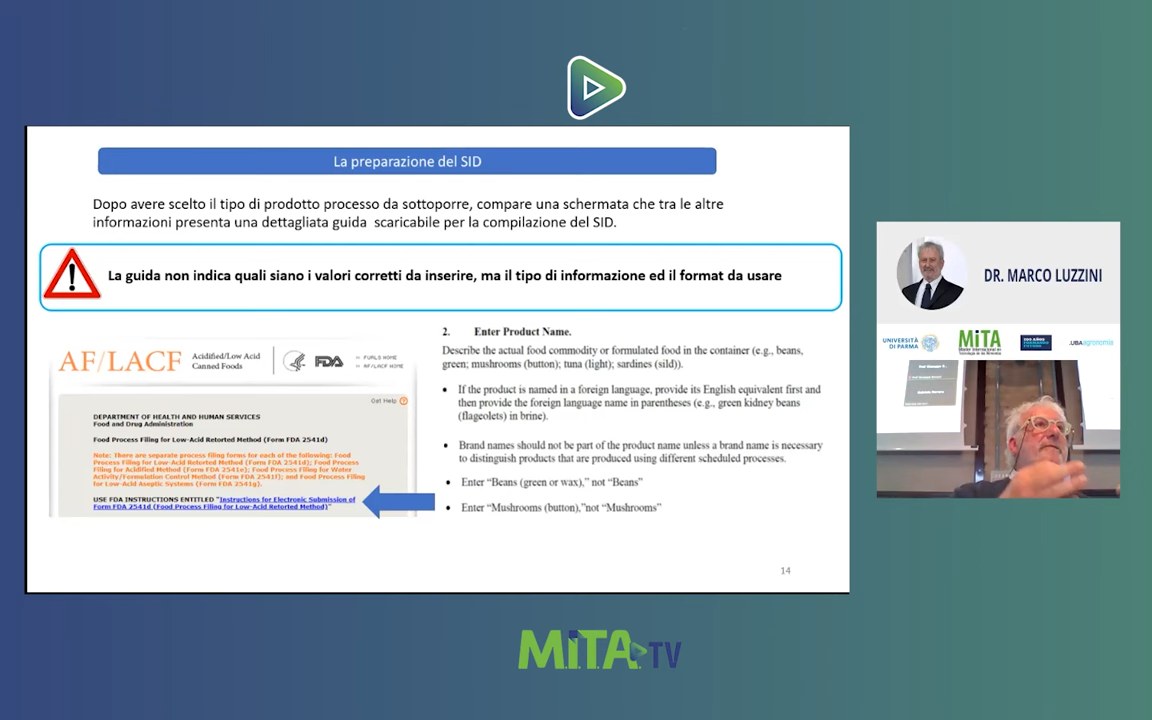 La preparazione del SID
Dopo avere scelto il tipo di prodotto processo da sottoporre, compare una schermata che tra le altre
informazioni presenta una dettagliata guida scaricabile per la compilazione del SID.
La guida non indica quali siano i valori corretti da inserire, ma il tipo di informazione ed il format da usare
AF/LACF
Acidified/Low Acid
Canned Foods
FDA
FURLS HOME
AF/LACF HOME
Get Help
DEPARTMENT OF HEALTH AND HUMAN SERVICES
Food and Drug Administration
Food Process Filing for Low-Acid Retorted Method (Form FDA 2541d)
Note: There are separate process filing forms for each of the following: Food
Process Filing for Low-Acid Retorted Method (Form FDA 2541d); Food Process
Filing for Acidified Method (Form FDA 2541e); Food Process Filing for Water
Activity/Formulation Control Method (Form FDA 2541f); and Food Process Filing
for Low-Acid Aseptic Systems (Form FDA 2541g).
USE FDA INSTRUCTIONS ENTITLED "Instructions for Electronic Submission of
Form FDA 2541d (Food Process Filing for Low-Acid Retorted Method)"
2. Enter Product Name.
Describe the actual food commodity or formulated food in the container (e.g., beans,
green; mushrooms (button); tuna (light); sardines (sild)).
• If the product is named in a foreign language, provide its English equivalent first and
then provide the foreign language name in parentheses (e.g., green kidney beans
(flageolets) in brine).
• Brand names should not be part of the product name unless a brand name is necessary
to distinguish products that are produced using different scheduled processes.
• Enter “Beans (green or wax),” not “Beans”
• Enter “Mushrooms (button),”not “Mushrooms”
14
DR. MARCO LUZZINI
UNIVERSITÀ
DI PARMA
MiTA
.UBAagronomía
M.i.T.A. TV